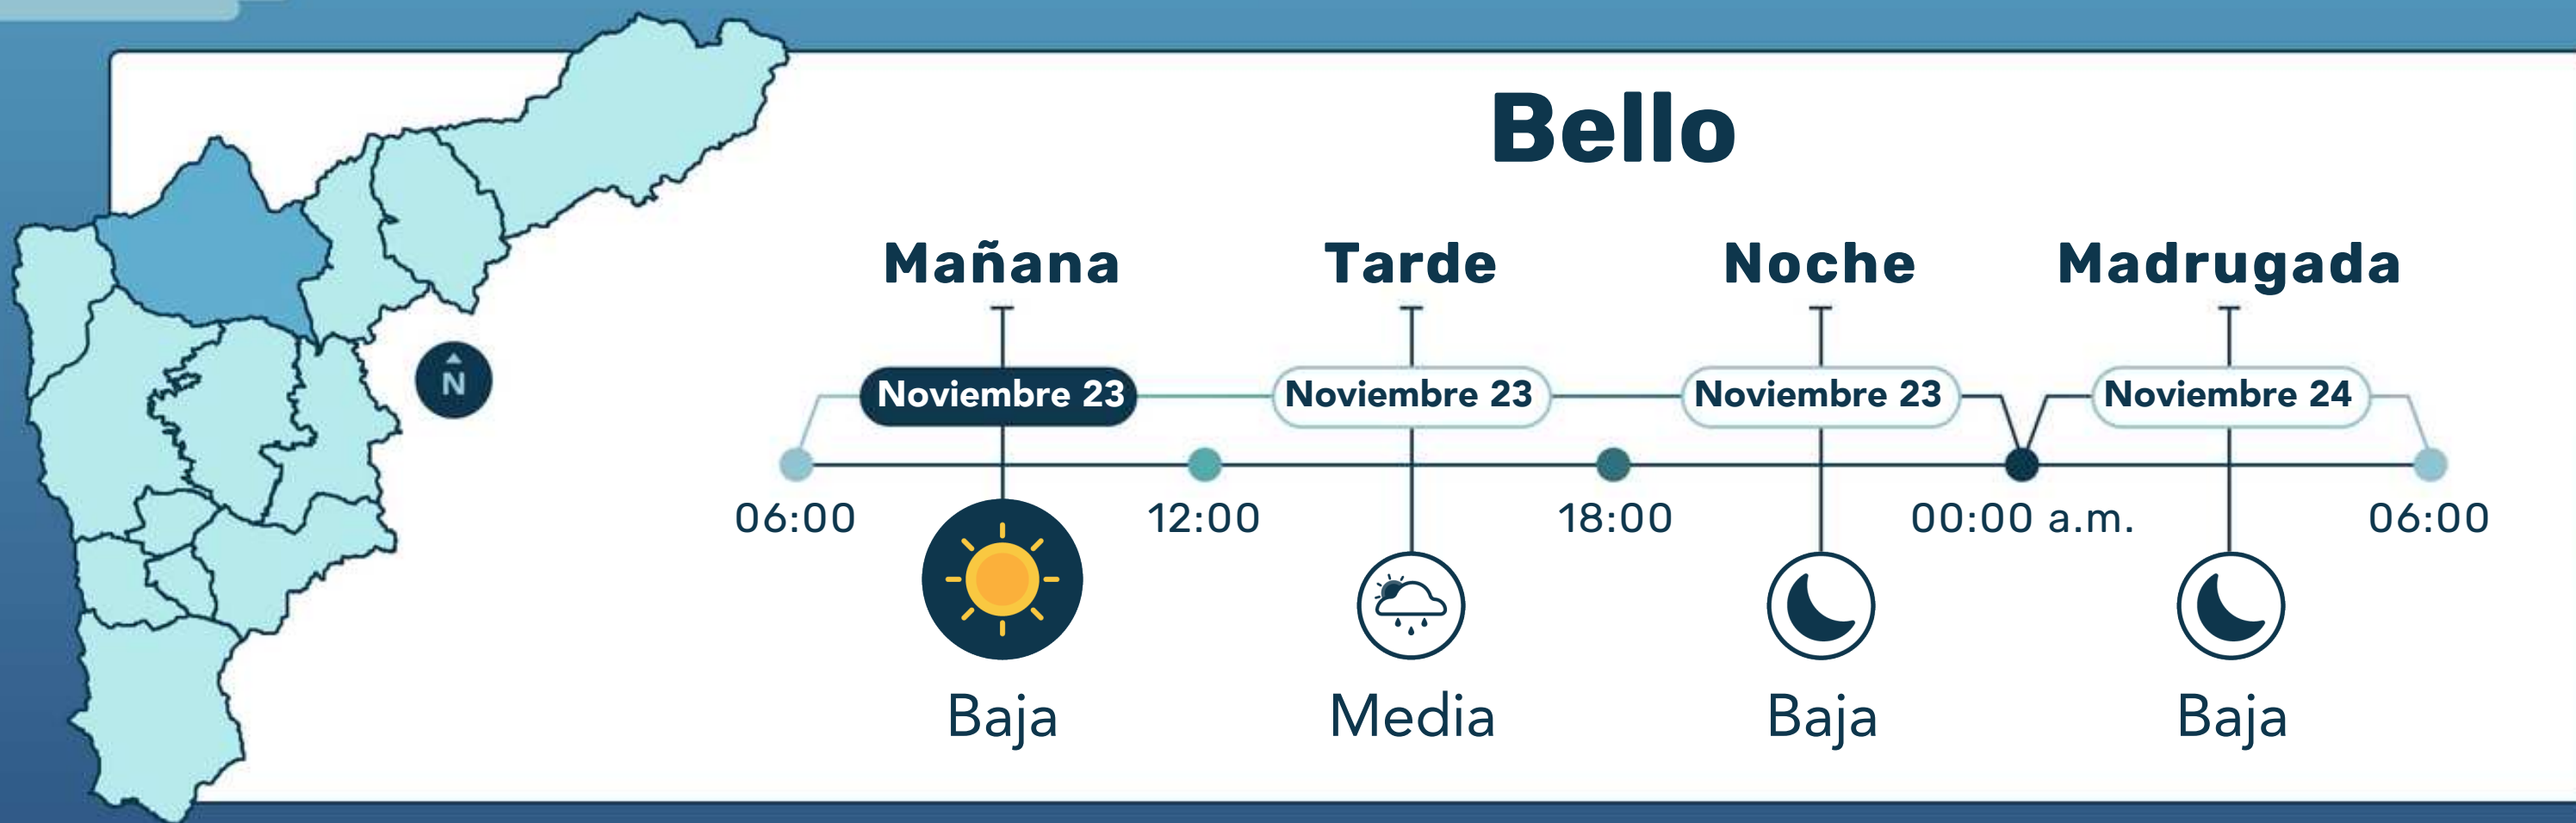 Bello
Mañana Tarde Noche Madrugada
Noviembre 23 Noviembre 23 Noviembre 23 Noviembre 24
N
06:00 12:00 18:00 00:00 a.m. 06:00
Baja Media Baja Baja